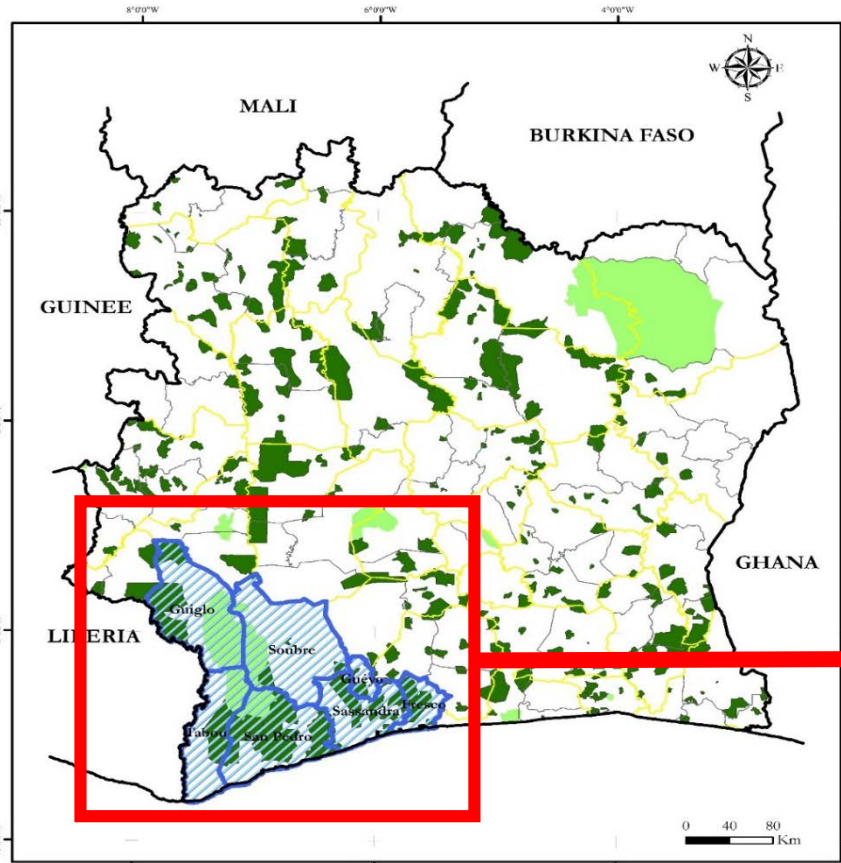 8°0'0"W 6°0'0"W 4°0'0"W
N
W E
S
MALI
BURKINA FASO
GUINEE
GHANA
LIBERIA
Guiglo
Soubre
Guéyo
Sassandra
Fresco
Tabou
San Pedro
0 40 80
Km